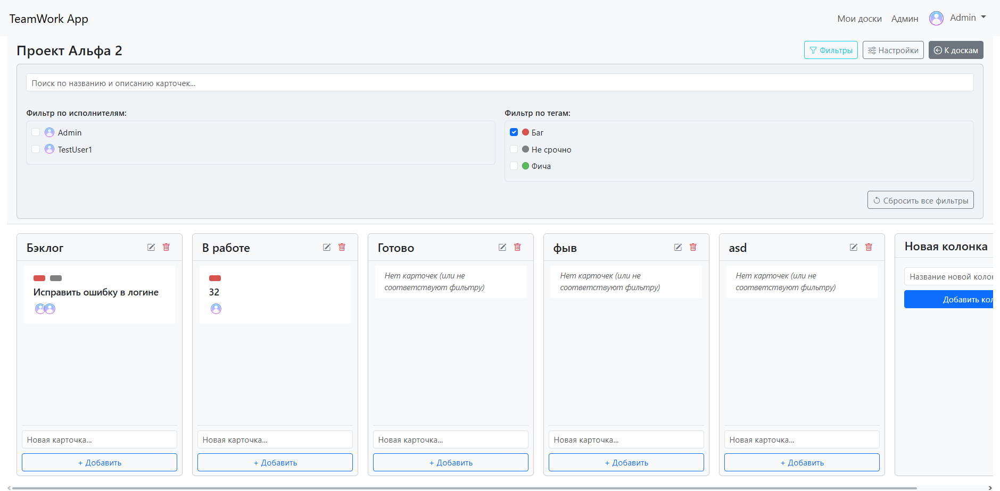 TeamWork App
Мои доски
Админ
Admin
Проект Альфа 2
Фильтры
Настройки
К доскам
Поиск по названию и описанию карточек...
Фильтр по исполнителям:
Admin
TestUser1
Фильтр по тегам:
Баг
Не срочно
Фича
Сбросить все фильтры
Бэклог
Исправить ошибку в логине
Новая карточка...
+ Добавить
В работе
32
Новая карточка...
+ Добавить
Готово
Нет карточек (или не
соответствуют фильтру)
Новая карточка...
+ Добавить
фыв
Нет карточек (или не
соответствуют фильтру)
Новая карточка...
+ Добавить
asd
Нет карточек (или не
соответствуют фильтру)
Новая карточка...
+ Добавить
Новая колонка
Название новой колон
Добавить кол